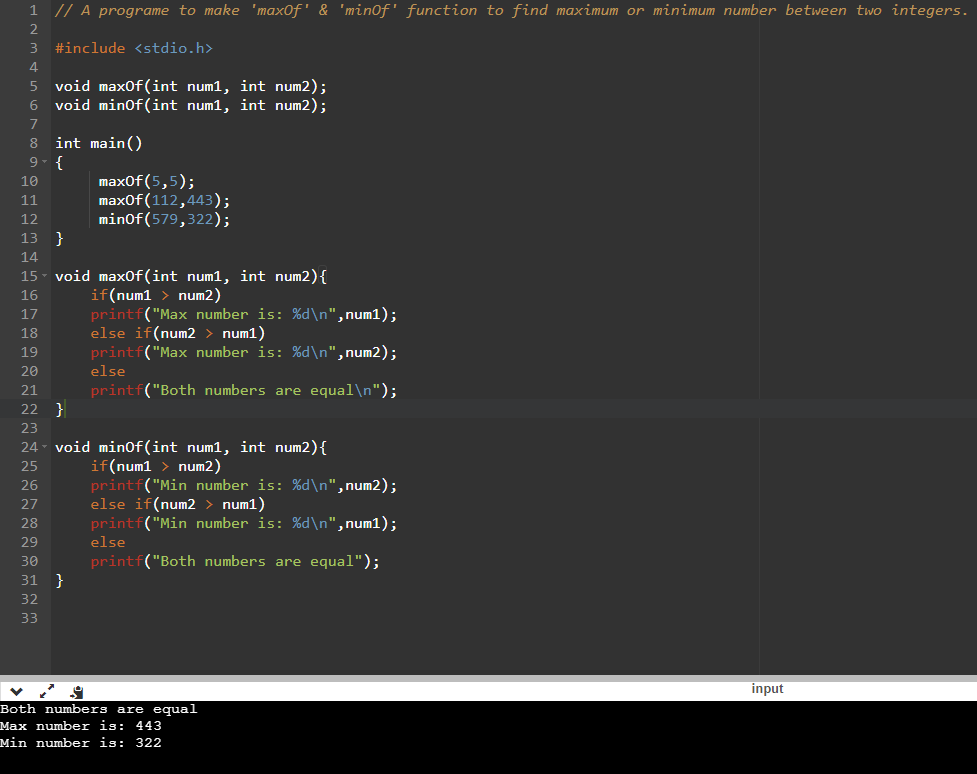 1 // A programe to make 'maxOf' & 'minOf' function to find maximum or minimum number between two integers.
2
3 #include <stdio.h>
4
5 void maxOf(int num1, int num2);
6 void minOf(int num1, int num2);
7
8 int main()
9 {
10 maxOf(5,5);
11 maxOf(112,443);
12 minOf(579,322);
13 }
14
15 void maxOf(int num1, int num2){
16 if(num1 > num2)
17 printf("Max number is: %d\n",num1);
18 else if(num2 > num1)
19 printf("Max number is: %d\n",num2);
20 else
21 printf("Both numbers are equal\n");
22 }
23
24 void minOf(int num1, int num2){
25 if(num1 > num2)
26 printf("Min number is: %d\n",num2);
27 else if(num2 > num1)
28 printf("Min number is: %d\n",num1);
29 else
30 printf("Both numbers are equal");
31 }
32
33
input
Both numbers are equal
Max number is: 443
Min number is: 322